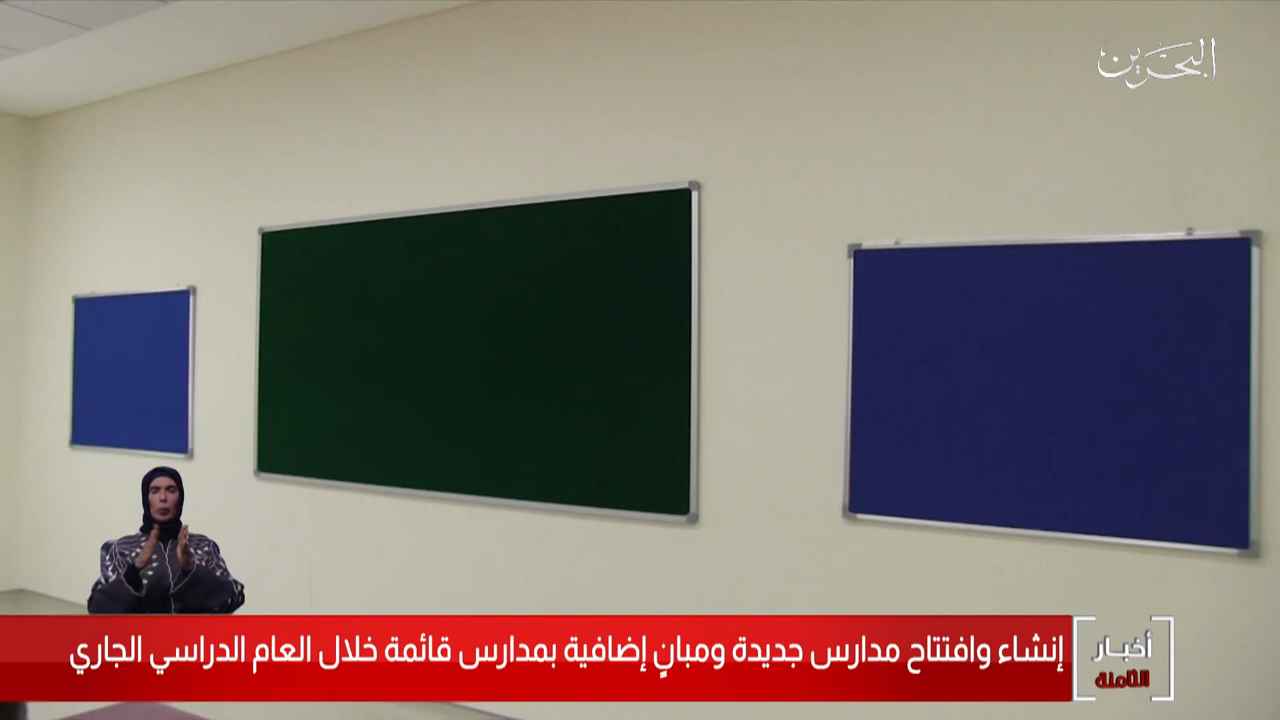 البحرين
إنشاء وافتتاح مدارس جديدة ومبانٍ إضافية بمدارس قائمة خلال العام الدراسي الجاري
أخبار
الثامنة